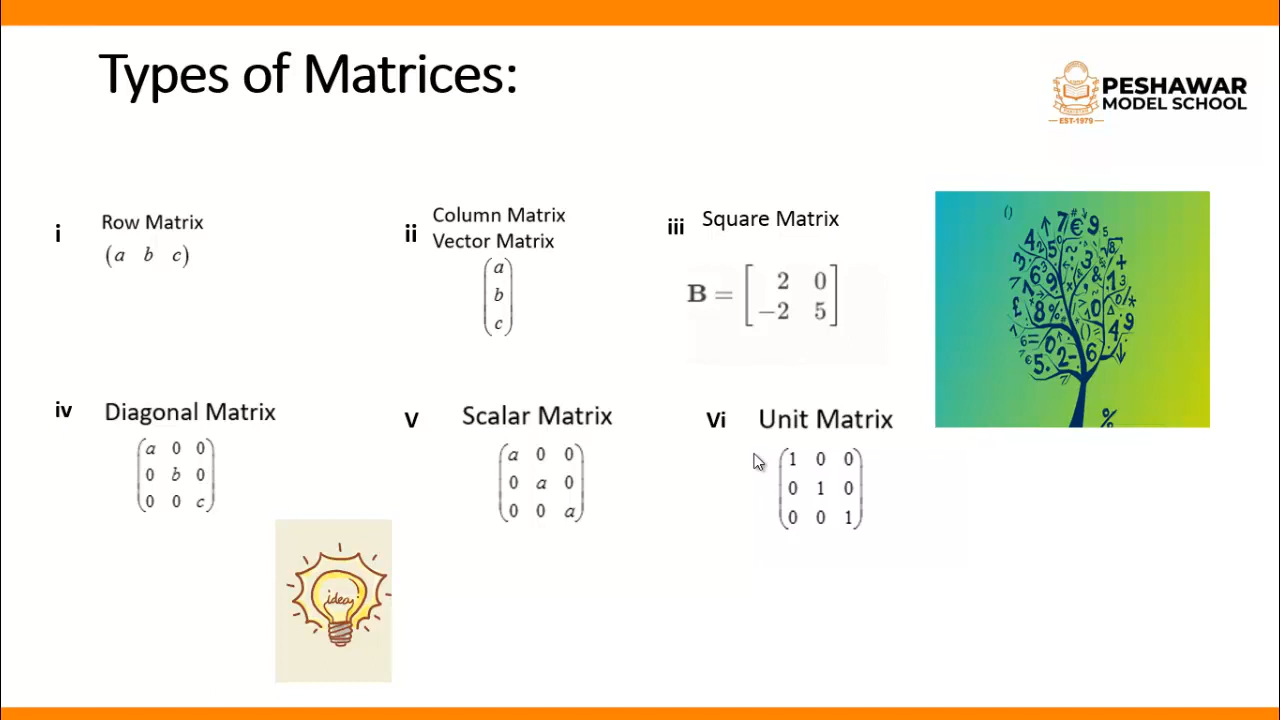 Types of Matrices:
PESHAWAR
MODEL SCHOOL
EST-1979
i
Row Matrix
(a b c)
ii
Column Matrix
Vector Matrix
(a
b
c)
iii
Square Matrix
B = [2 0
−2 5]
iv
Diagonal Matrix
(a 0 0
0 b 0
0 0 c)
V
Scalar Matrix
(a 0 0
0 a 0
0 0 a)
Vi
Unit Matrix
(1 0 0
0 1 0
0 0 1)
idea